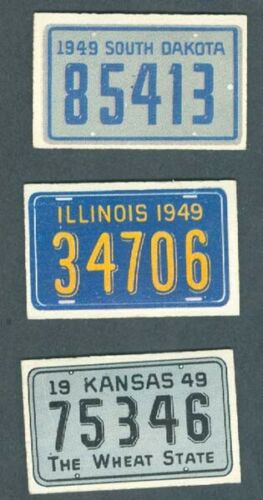 1949 SOUTH DAKOTA
85413
ILLINOIS 1949
34706
19 KANSAS 49
75346
THE WHEAT STATE